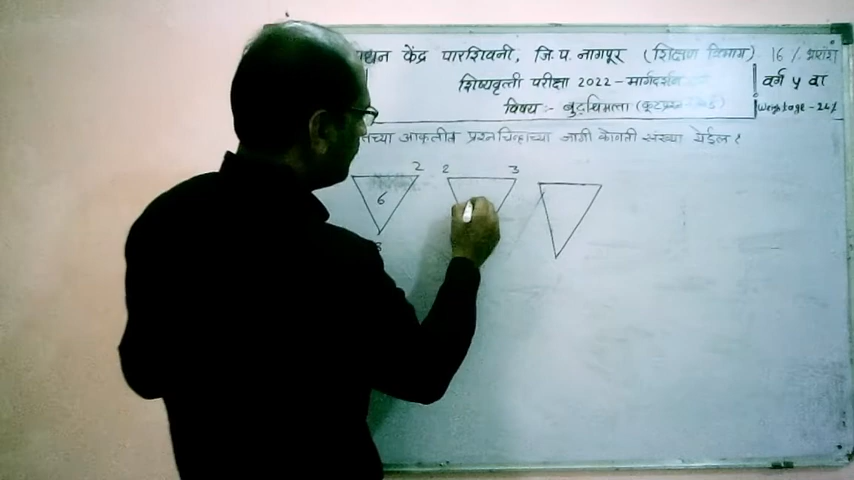 केंद्र पारशिवनी, जि.प. नागपूर (शिक्षण विभाग). 16 %
शिष्यवृत्ती परीक्षा 2022 - मार्गदर्शन वर्ग ५ वा
विषय :- बुद्धिमत्ता Weightage - 24%
आकृतीत प्रश्नचिन्हाच्या जागी कोणती संख्या येईल ?
2 2 3
6